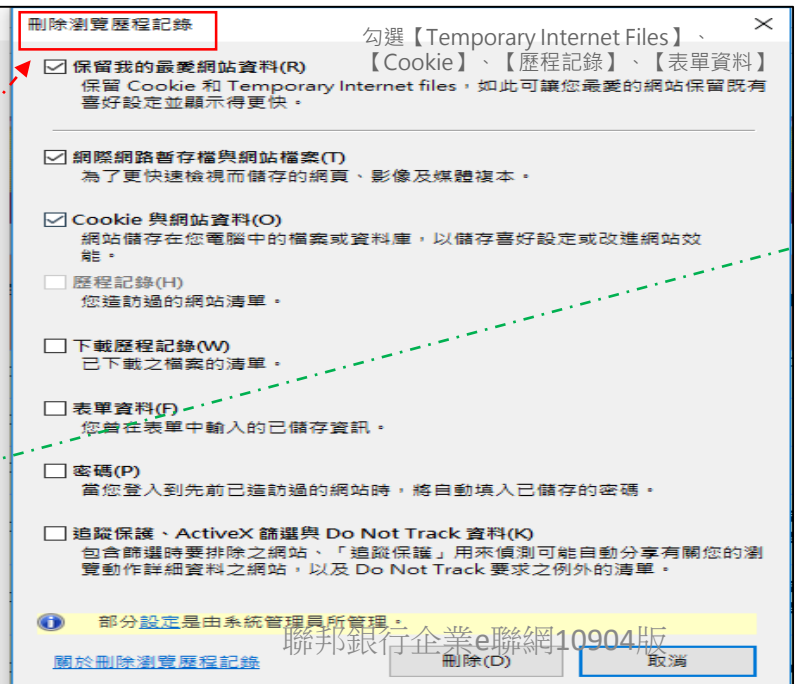 刪除瀏覽歷程記錄
勾選【Temporary Internet Files】、
【Cookie】、【歷程記錄】、【表單資料】
保留我的最愛網站資料(R)
保留 Cookie 和 Temporary Internet files，如此可讓您最愛的網站保留既有
喜好設定並顯示得更快。
網際網路暫存檔與網站檔案(T)
為了更快速檢視而儲存的網頁、影像及媒體複本。
Cookie 與網站資料(O)
網站儲存在您電腦中的檔案或資料庫，以儲存喜好設定或改進網站效
能。
歷程記錄(H)
您造訪過的網站清單。
下載歷程記錄(W)
已下載之檔案的清單。
表單資料(F)
您曾在表單中輸入的已儲存資訊。
密碼(P)
當您登入到先前已造訪過的網站時，將自動填入已儲存的密碼。
追蹤保護、ActiveX 篩選與 Do Not Track 資料(K)
包含篩選時要排除之網站、「追蹤保護」用來偵測可能自動分享有關您的瀏
覽動作詳細資料之網站，以及 Do Not Track 要求之例外的清單。
部分設定是由系統管理員所管理。
聯邦銀行企業e聯網10904版
關於刪除瀏覽歷程記錄
刪除(D)
取消